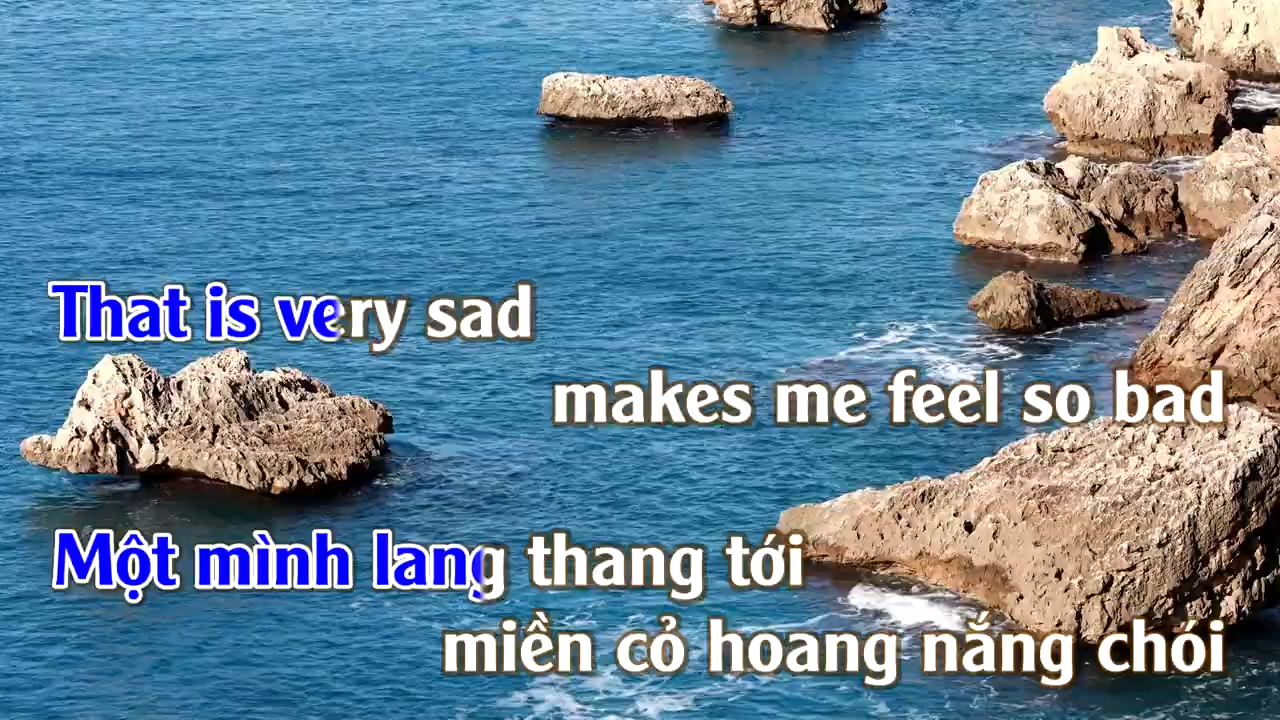 That is very sad
makes me feel so bad
Một mình lang thang tới
miền cỏ hoang nắng chói